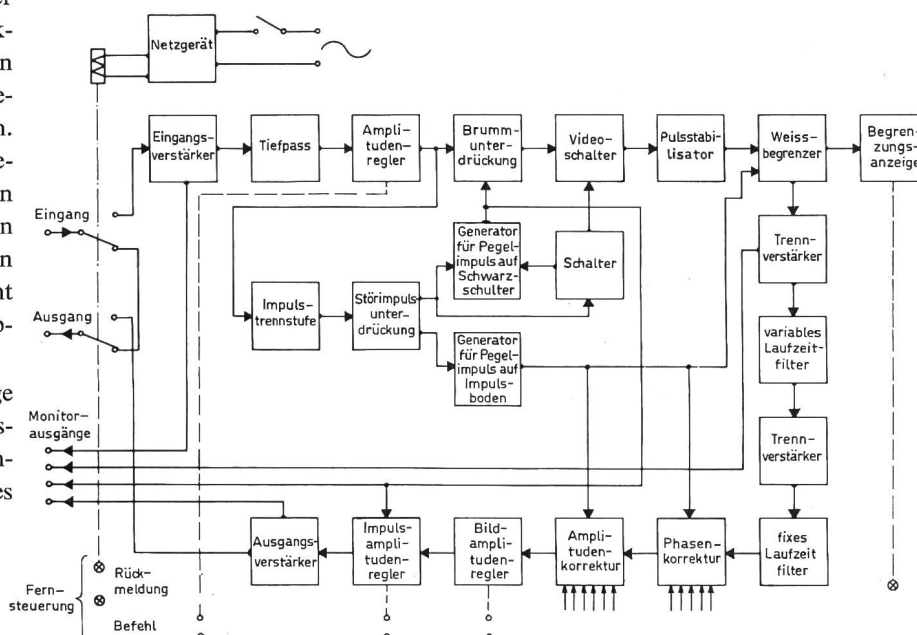 Netzgerät
Eingangs-
verstärker
Tiefpass
Ampli-
tuden-
regler
Brumm-
unter-
drückung
Video-
schalter
Pulsstabi-
lisator
Weiss-
begrenzer
Begren-
zungs-
anzeige
Eingang
Ausgang
Impuls-
trennstufe
Störimpuls
unter-
drückung
Generator
für Pegel-
impuls auf
Schwarz-
schulter
Schalter
Trenn-
verstärker
Generator
für Pegel-
impuls auf
Impuls-
boden
variables
Laufzeit-
filter
Trenn-
verstärker
Monitor-
ausgänge
Ausgangs-
verstärker
Impuls-
ampli-
tuden-
regler
Bild-
amplituden-
regler
Ampli-
tuden-
korrektur
Phasen-
korrektur
fixes
Laufzeit
filter
Fern-
steuerung
Rück-
meldung
Befehl